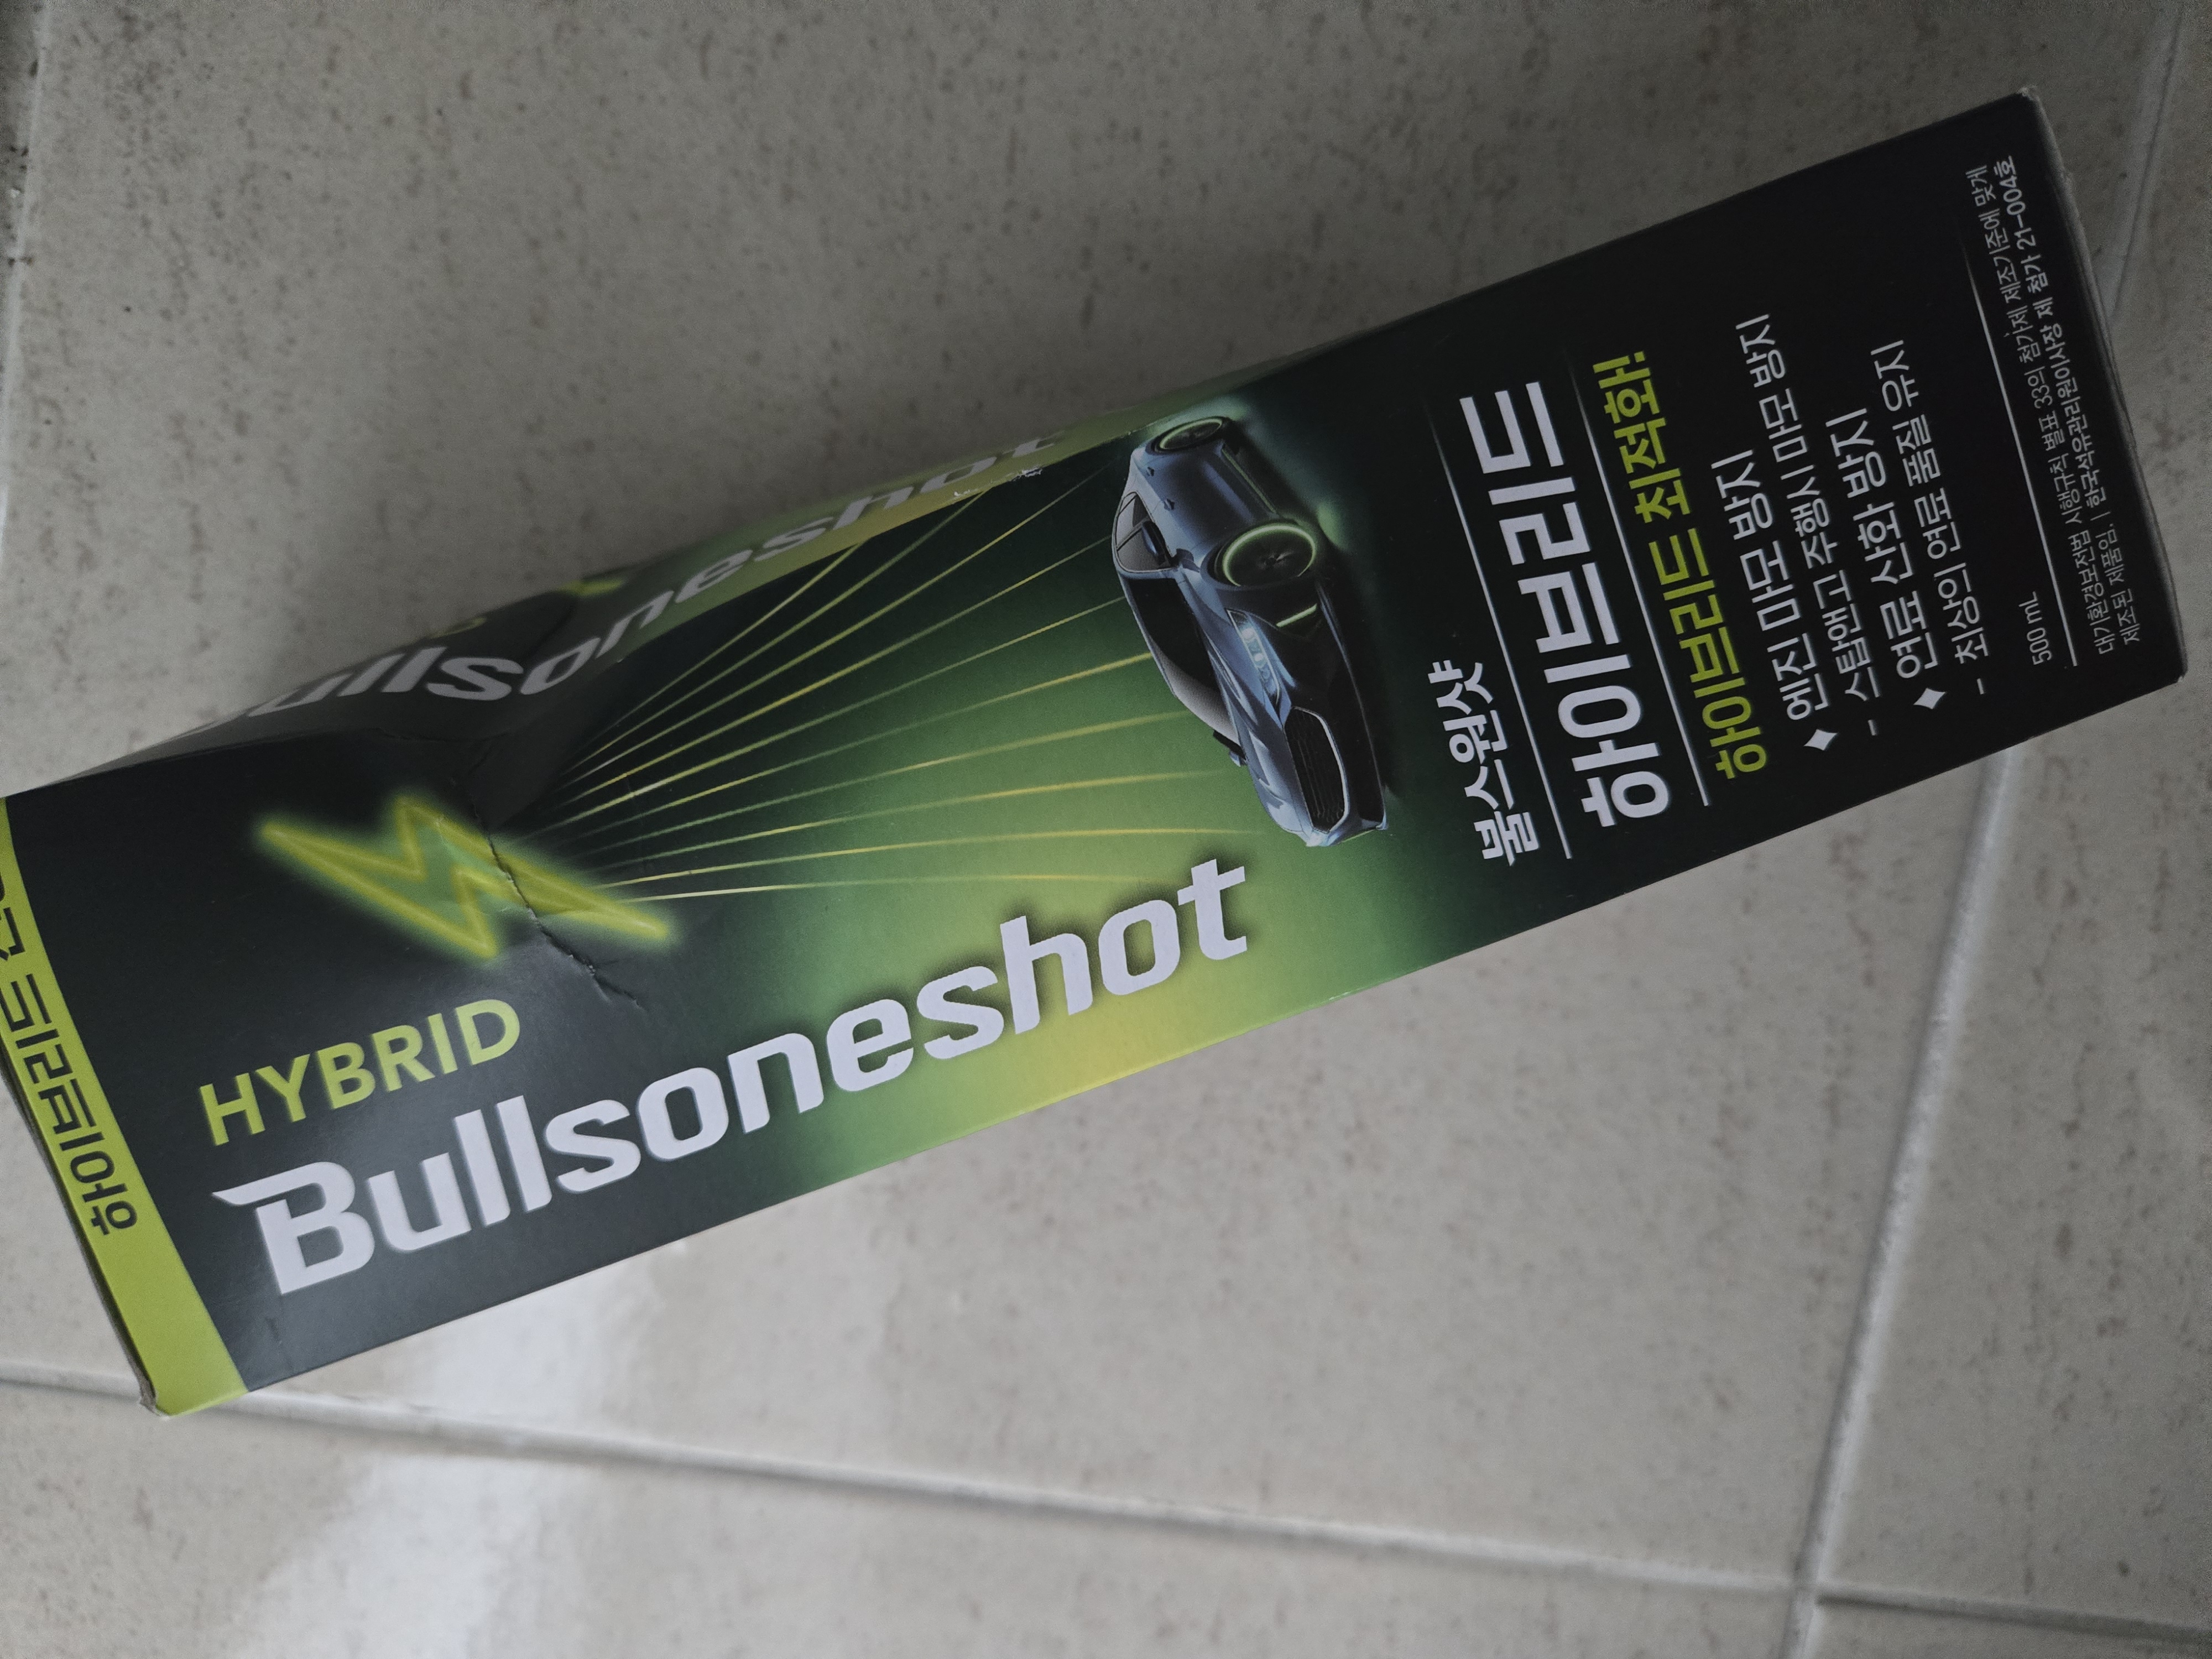 하이브리드
HYBRID
Bullsoneshot
Bullsoneshot
불스원샷
하이브리드
하이브리드 최적화!
✦ 엔진 마모 방지
- 스탑앤고 주행시 마모 방지
✦ 연료 산화 방지
- 최상의 연료 품질 유지
500 mL
대기환경보전법 시행규칙 별표 33의 첨가제 제조기준에 맞게
제조된 제품임. | 한국석유관리원이사장 제 첨가 21-004호